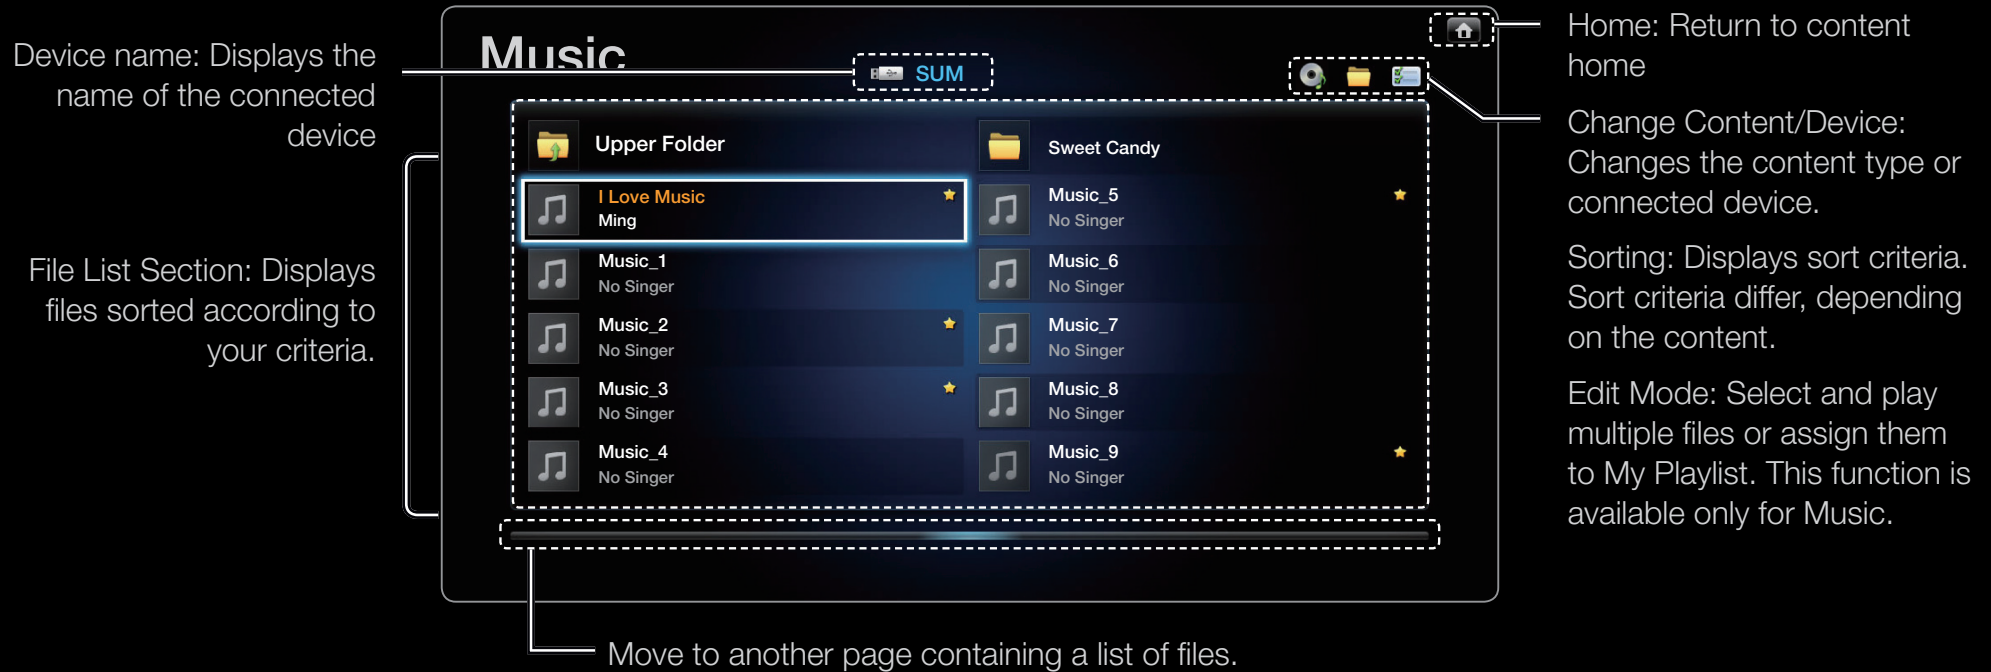 Device name: Displays the
name of the connected
device
File List Section: Displays
files sorted according to
your criteria.
Music
SUM
Upper Folder
I Love Music
Ming
Music_1
No Singer
Music_2
No Singer
Music_3
No Singer
Music_4
No Singer
Sweet Candy
Music_5
No Singer
Music_6
No Singer
Music_7
No Singer
Music_8
No Singer
Music_9
No Singer
Home: Return to content
home
Change Content/Device:
Changes the content type or
connected device.
Sorting: Displays sort criteria.
Sort criteria differ, depending
on the content.
Edit Mode: Select and play
multiple files or assign them
to My Playlist. This function is
available only for Music.
Move to another page containing a list of files.